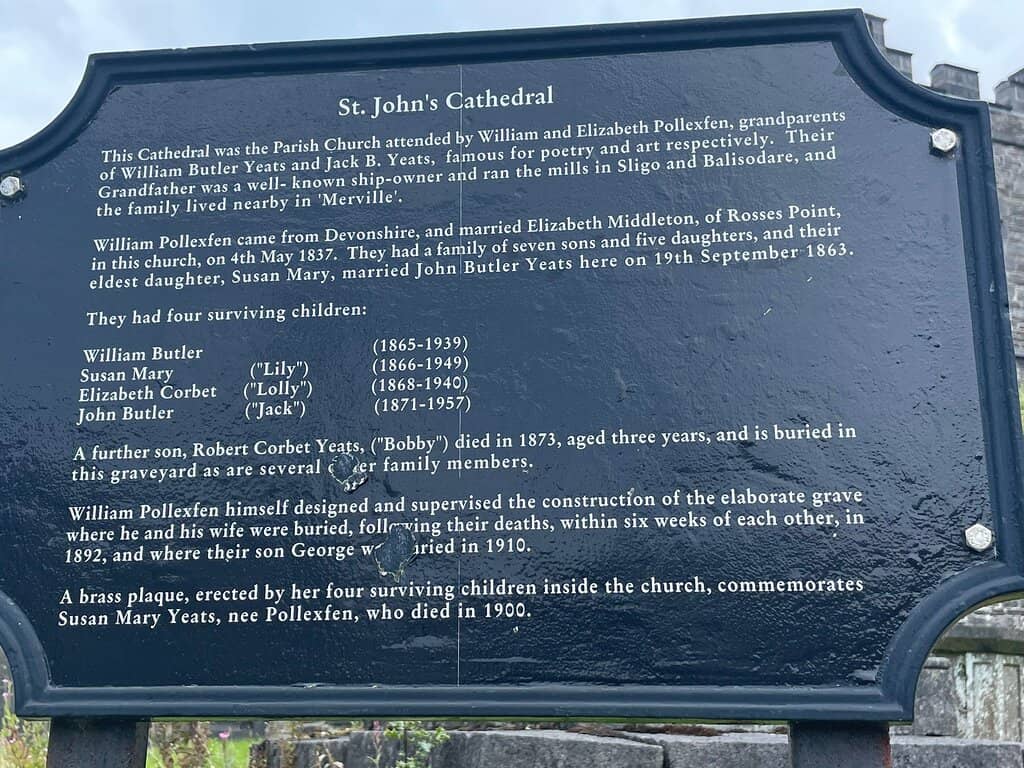 St. John's Cathedral
This Cathedral was the Parish Church attended by William and Elizabeth Pollexfen, grandparents
of William Butler Yeats and Jack B. Yeats, famous for poetry and art respectively. Their
Grandfather was a well- known ship-owner and ran the mills in Sligo and Balisodare, and
the family lived nearby in 'Merville'.
William Pollexfen came from Devonshire, and married Elizabeth Middleton, of Rosses Point,
in this church, on 4th May 1837. They had a family of seven sons and five daughters, and their
eldest daughter, Susan Mary, married John Butler Yeats here on 19th September 1863.
They had four surviving children:
William Butler (1865-1939)
Susan Mary ("Lily") (1866-1949)
Elizabeth Corbet ("Lolly") (1868-1940)
John Butler ("Jack") (1871-1957)
A further son, Robert Corbet Yeats, ("Bobby") died in 1873, aged three years, and is buried in
this graveyard as are several family members.
William Pollexfen himself designed and supervised the construction of the elaborate grave
where he and his wife were buried, following their deaths, within six weeks of each other, in
1892, and where their son George in 1910.
A brass plaque, erected by her four surviving children inside the church, commemorates
Susan Mary Yeats, nee Pollexfen, who died in 1900.